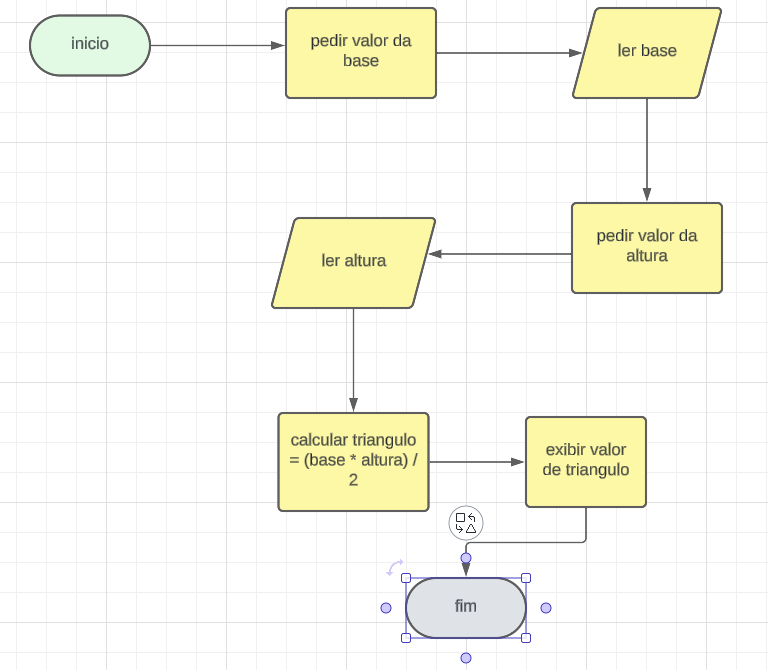 inicio
pedir valor da
base
ler base
pedir valor da
altura
ler altura
calcular triangulo
= (base * altura) /
2
exibir valor
de triangulo
fim